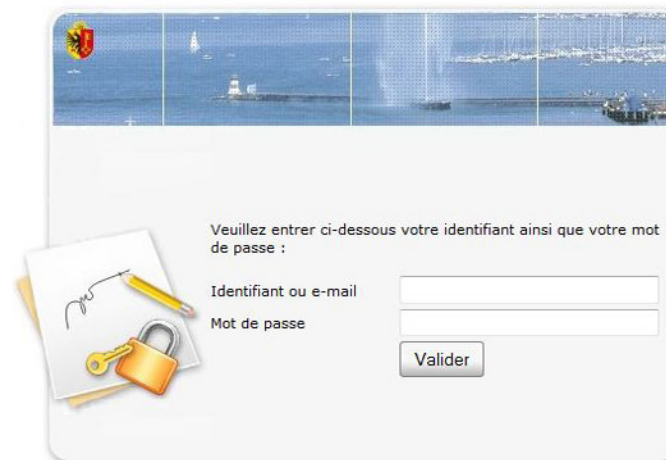 Veuillez entrer ci-dessous votre identifiant ainsi que votre mot
de passe :
Identifiant ou e-mail
Mot de passe
Valider